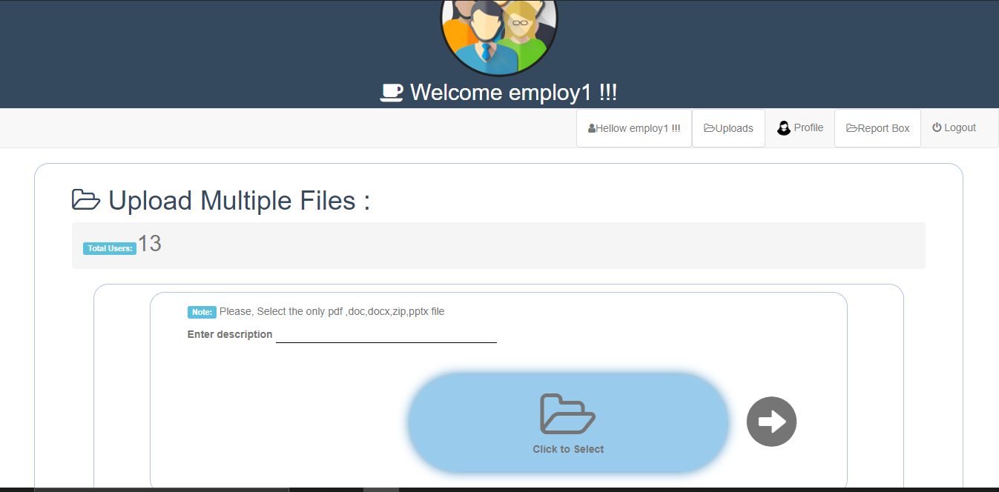 Welcome employ1 !!!
Hellow employ1 !!! Uploads Profile Report Box Logout
Upload Multiple Files :
Total Users: 13
Note: Please, Select the only pdf ,doc,docx,zip,pptx file
Enter description
Click to Select